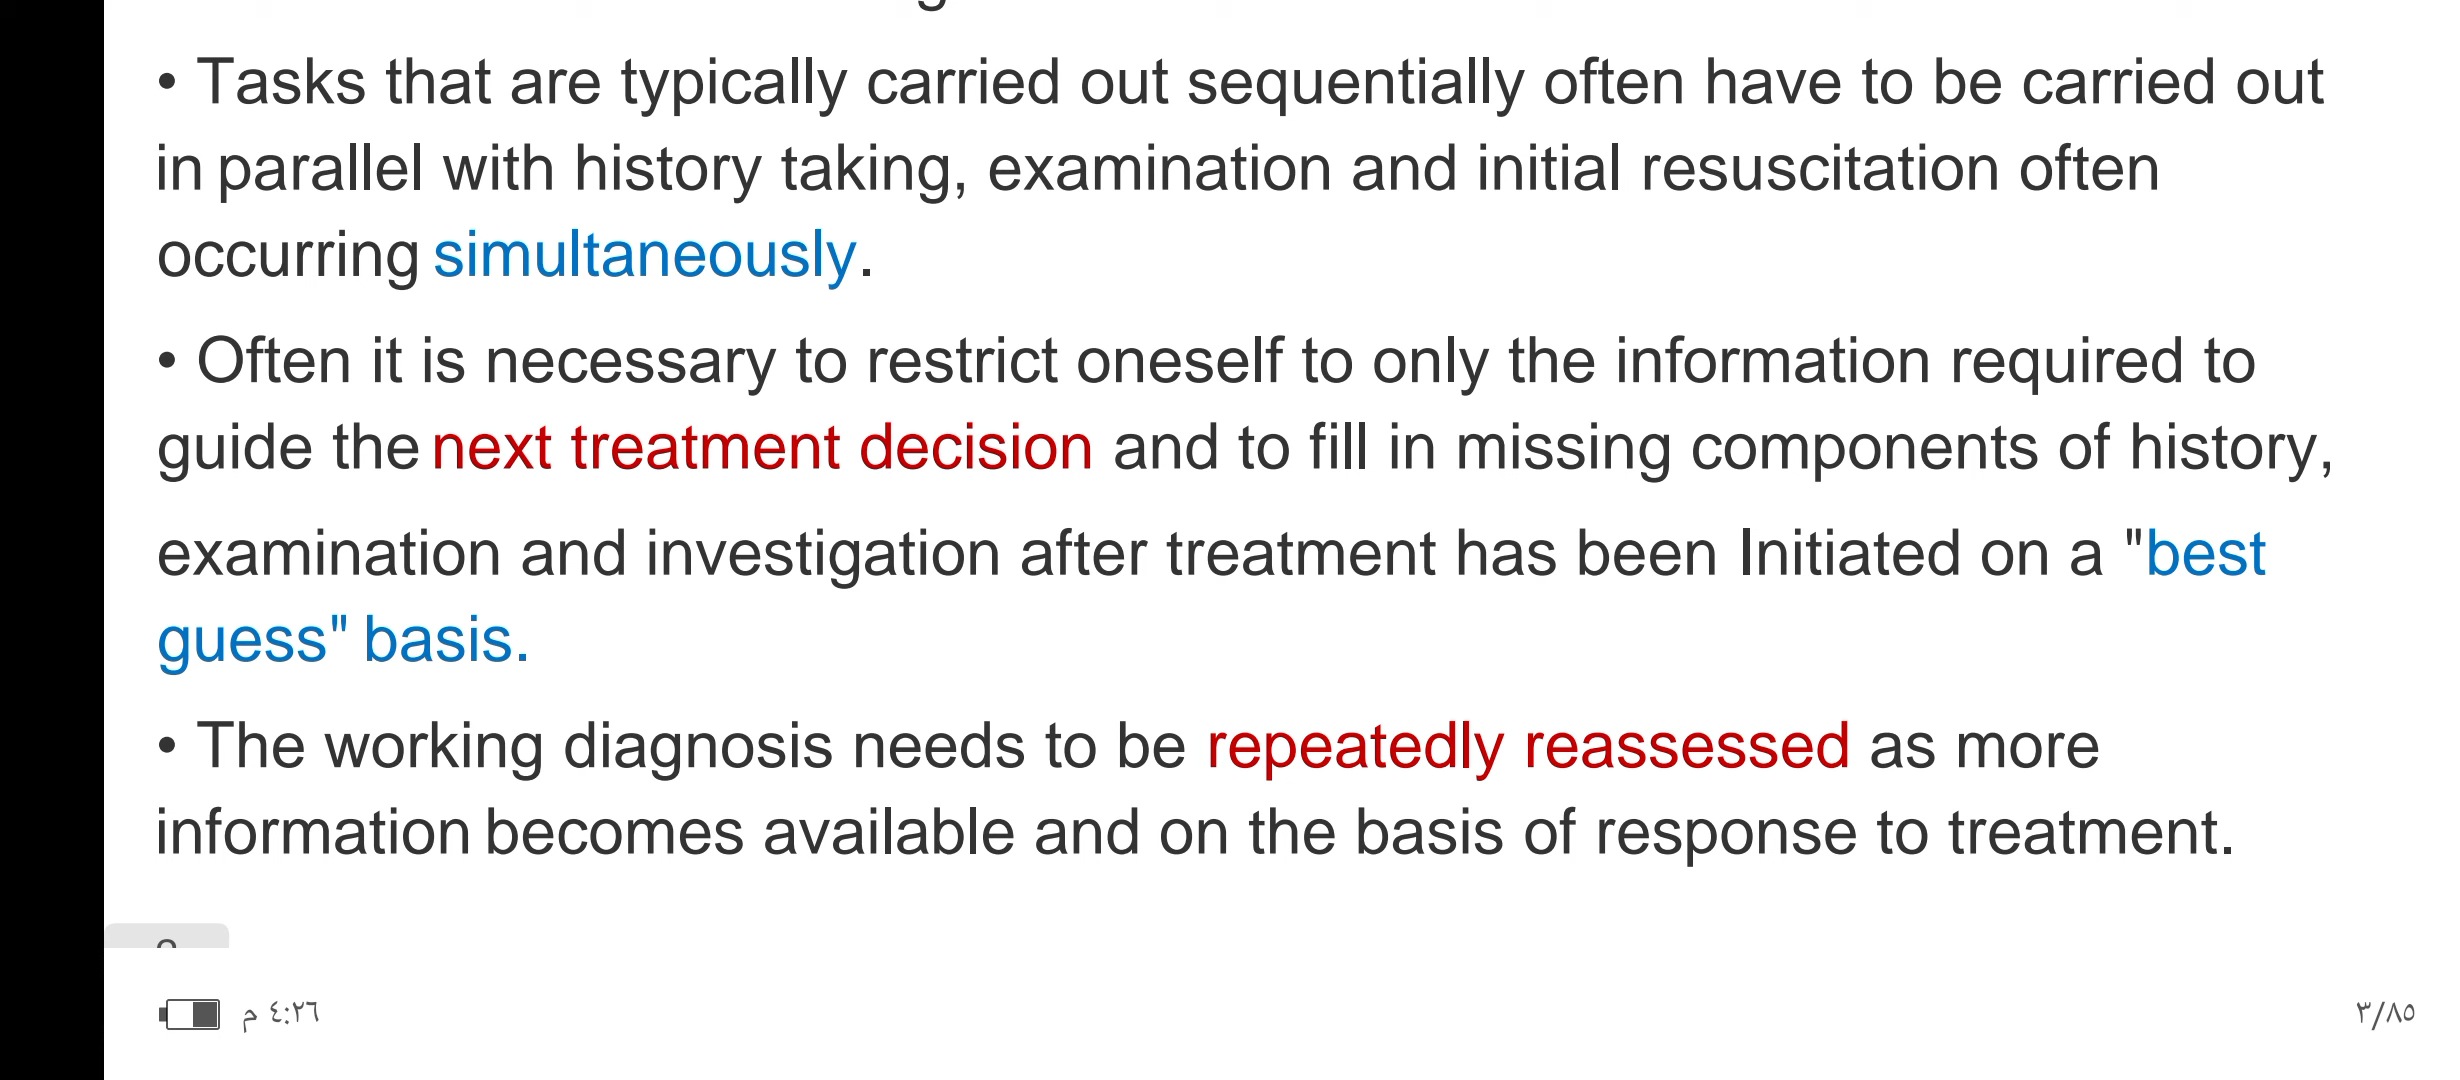 • Tasks that are typically carried out sequentially often have to be carried out
in parallel with history taking, examination and initial resuscitation often
occurring simultaneously.
• Often it is necessary to restrict oneself to only the information required to
guide the next treatment decision and to fill in missing components of history,
examination and investigation after treatment has been Initiated on a "best
guess" basis.
• The working diagnosis needs to be repeatedly reassessed as more
information becomes available and on the basis of response to treatment.
٤:٢٦ م
٣/٨٥